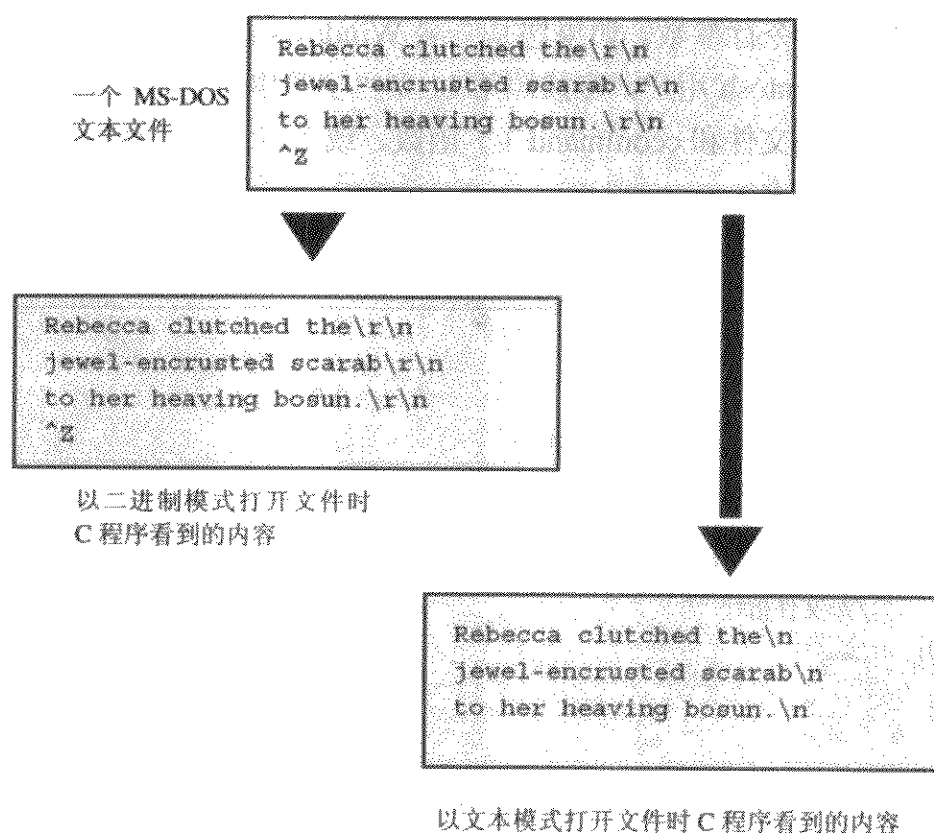 Rebecca clutched the\r\n
jewel-encrusted scarab\r\n
to her heaving bosun.\r\n
^Z
一个 MS-DOS
文本文件
Rebecca clutched the\r\n
jewel-encrusted scarab\r\n
to her heaving bosun.\r\n
^Z
以二进制模式打开文件时
C 程序看到的内容
Rebecca clutched the\n
jewel-encrusted scarab\n
to her heaving bosun.\n
以文本模式打开文件时 C 程序看到的内容